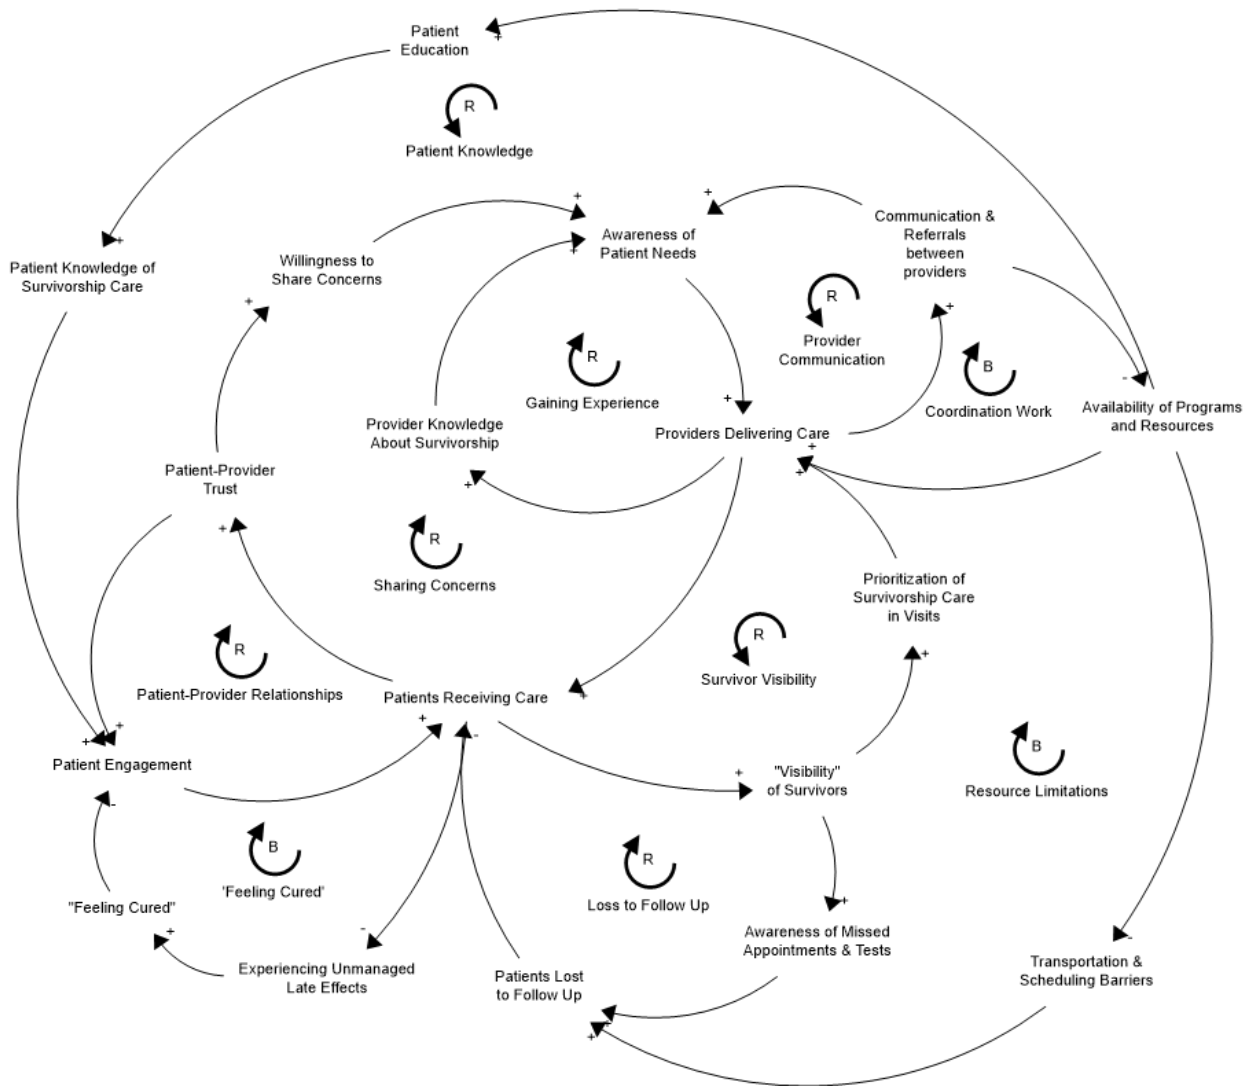 Patient
Education
+
R
Patient Knowledge
+
Patient Knowledge of
Survivorship Care
Willingness to
Share Concerns
+
+
Awareness of
Patient Needs
+
+
Communication &
Referrals
between
providers
+
R
Provider
Communication
+
B
Coordination Work
-
Availability of Programs
and Resources
R
Gaining Experience
Provider Knowledge
About Survivorship
+
Providers Delivering Care
+
+
+
Patient-Provider
Trust
+
R
Sharing Concerns
Prioritization of
Survivorship Care
in Visits
+
R
Patient-Provider Relationships
R
Survivor Visibility
Patients Receiving Care
+
+
-
+
+
Patient Engagement
-
+
"Visibility"
of Survivors
B
Resource Limitations
B
'Feeling Cured'
R
Loss to Follow Up
"Feeling Cured"
+
-
Experiencing Unmanaged
Late Effects
+
Awareness of Missed
Appointments & Tests
Patients Lost
to Follow Up
+
-
Transportation &
Scheduling Barriers